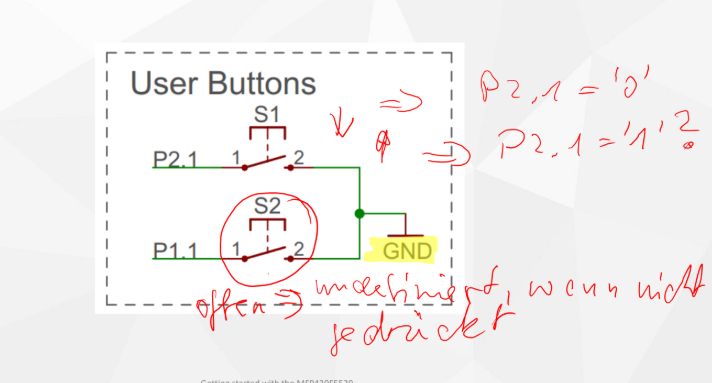 User Buttons
S1
P2.1 1 2
S2
P1.1 1 2
GND
⇒ P2.1 = '0'
⇒ P2.1 = '1' ?
offen ⇒ undefiniert, wenn nicht
gedrückt
Getting started with the MSP430F5529